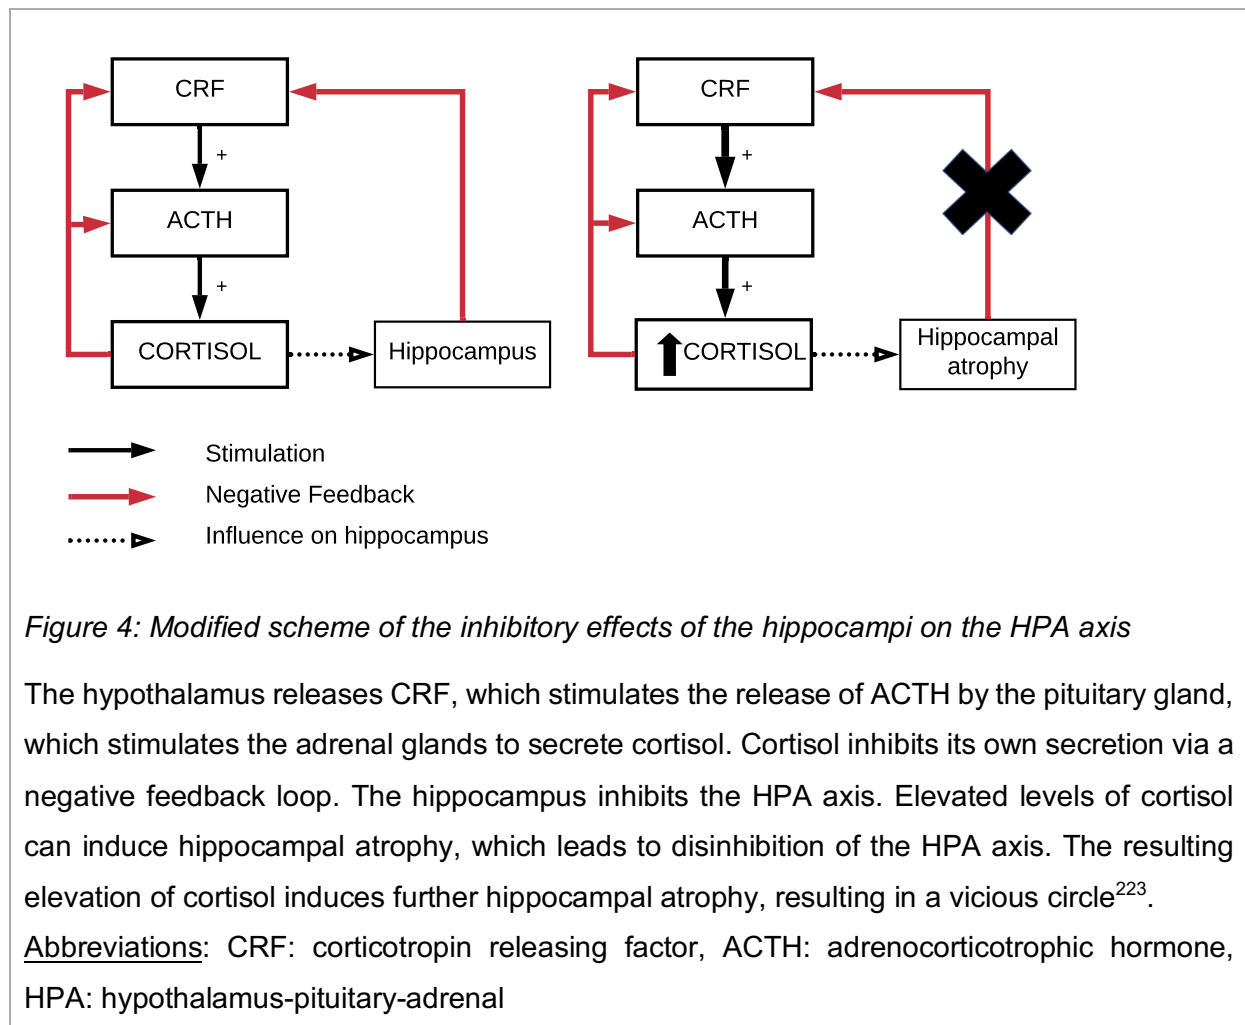 CRF
+
ACTH
+
CORTISOL
Hippocampus
CRF
+
ACTH
+
CORTISOL
Hippocampal
atrophy
Stimulation
Negative Feedback
Influence on hippocampus
Figure 4: Modified scheme of the inhibitory effects of the hippocampi on the HPA axis
The hypothalamus releases CRF, which stimulates the release of ACTH by the pituitary gland,
which stimulates the adrenal glands to secrete cortisol. Cortisol inhibits its own secretion via a
negative feedback loop. The hippocampus inhibits the HPA axis. Elevated levels of cortisol
can induce hippocampal atrophy, which leads to disinhibition of the HPA axis. The resulting
elevation of cortisol induces further hippocampal atrophy, resulting in a vicious circle²²³.
Abbreviations: CRF: corticotropin releasing factor, ACTH: adrenocorticotrophic hormone,
HPA: hypothalamus-pituitary-adrenal